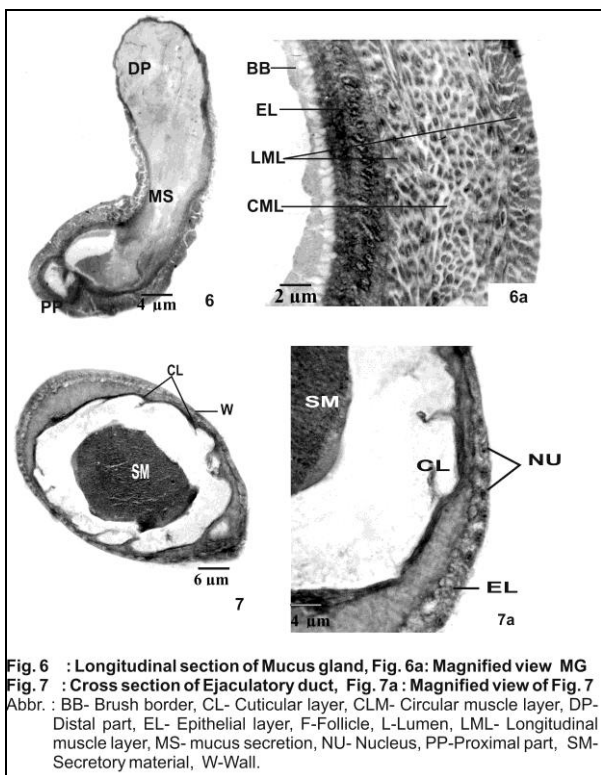 DP
MS
PP
4 µm
6
BB
EL
LML
CML
2 µm
6a
CL
W
SM
6 µm
7
SM
CL
NU
EL
4 µm
7a
Fig. 6 : Longitudinal section of Mucus gland, Fig. 6a: Magnified view MG
Fig. 7 : Cross section of Ejaculatory duct, Fig. 7a : Magnified view of Fig. 7
Abbr. : BB- Brush border, CL- Cuticular layer, CLM- Circular muscle layer, DP-
Distal part, EL- Epithelial layer, F-Follicle, L-Lumen, LML- Longitudinal
muscle layer, MS- mucus secretion, NU- Nucleus, PP-Proximal part, SM-
Secretory material, W-Wall.